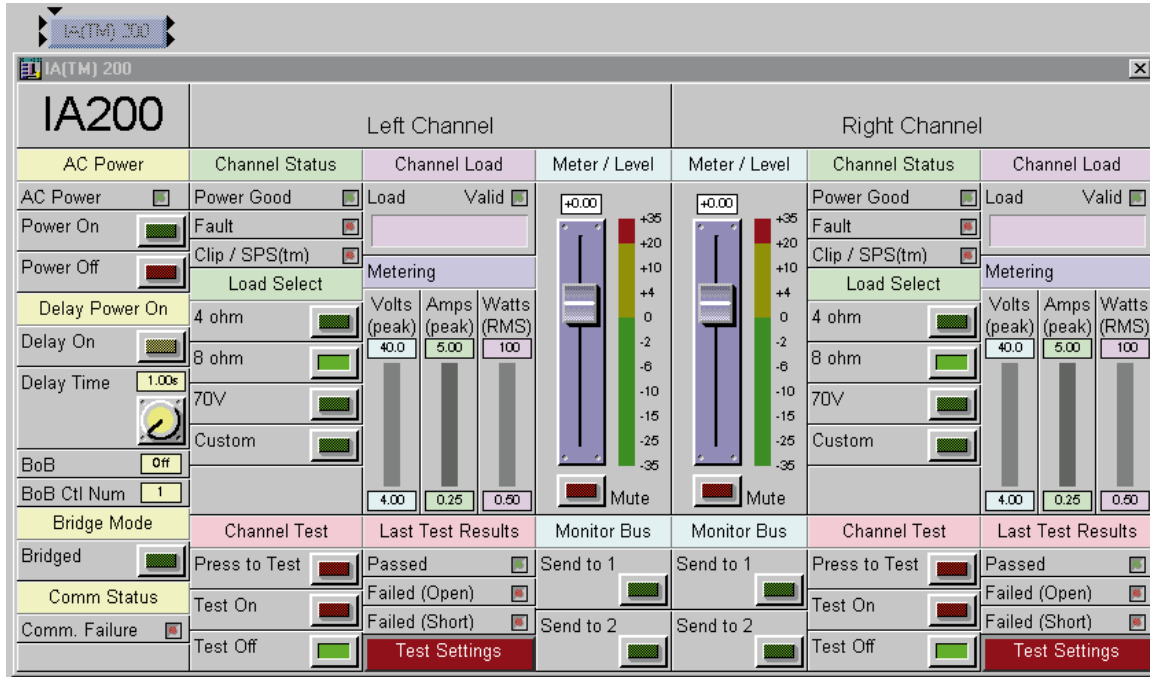 IA(TM) 200
IA(TM) 200
IA200
Left Channel
Right Channel
AC Power
AC Power
Power On
Power Off
Delay Power On
Delay On
Delay Time 1.00s
BoB Off
BoB Ctl Num 1
Bridge Mode
Bridged
Comm Status
Comm. Failure
Channel Status
Power Good
Fault
Clip / SPS(tm)
Load Select
4 ohm
8 ohm
70V
Custom
Channel Test
Press to Test
Test On
Test Off
Channel Load
Load Valid
Metering
Volts Amps Watts
(peak) (peak) (RMS)
40.0 5.00 100
4.00 0.25 0.50
Last Test Results
Passed
Failed (Open)
Failed (Short)
Test Settings
Meter / Level
+0.00
+35
+20
+10
+4
0
-2
-6
-10
-15
-25
-35
Mute
Monitor Bus
Send to 1
Send to 2
Meter / Level
+0.00
+35
+20
+10
+4
0
-2
-6
-10
-15
-25
-35
Mute
Monitor Bus
Send to 1
Send to 2
Channel Status
Power Good
Fault
Clip / SPS(tm)
Load Select
4 ohm
8 ohm
70V
Custom
Channel Test
Press to Test
Test On
Test Off
Channel Load
Load Valid
Metering
Volts Amps Watts
(peak) (peak) (RMS)
40.0 5.00 100
4.00 0.25 0.50
Last Test Results
Passed
Failed (Open)
Failed (Short)
Test Settings